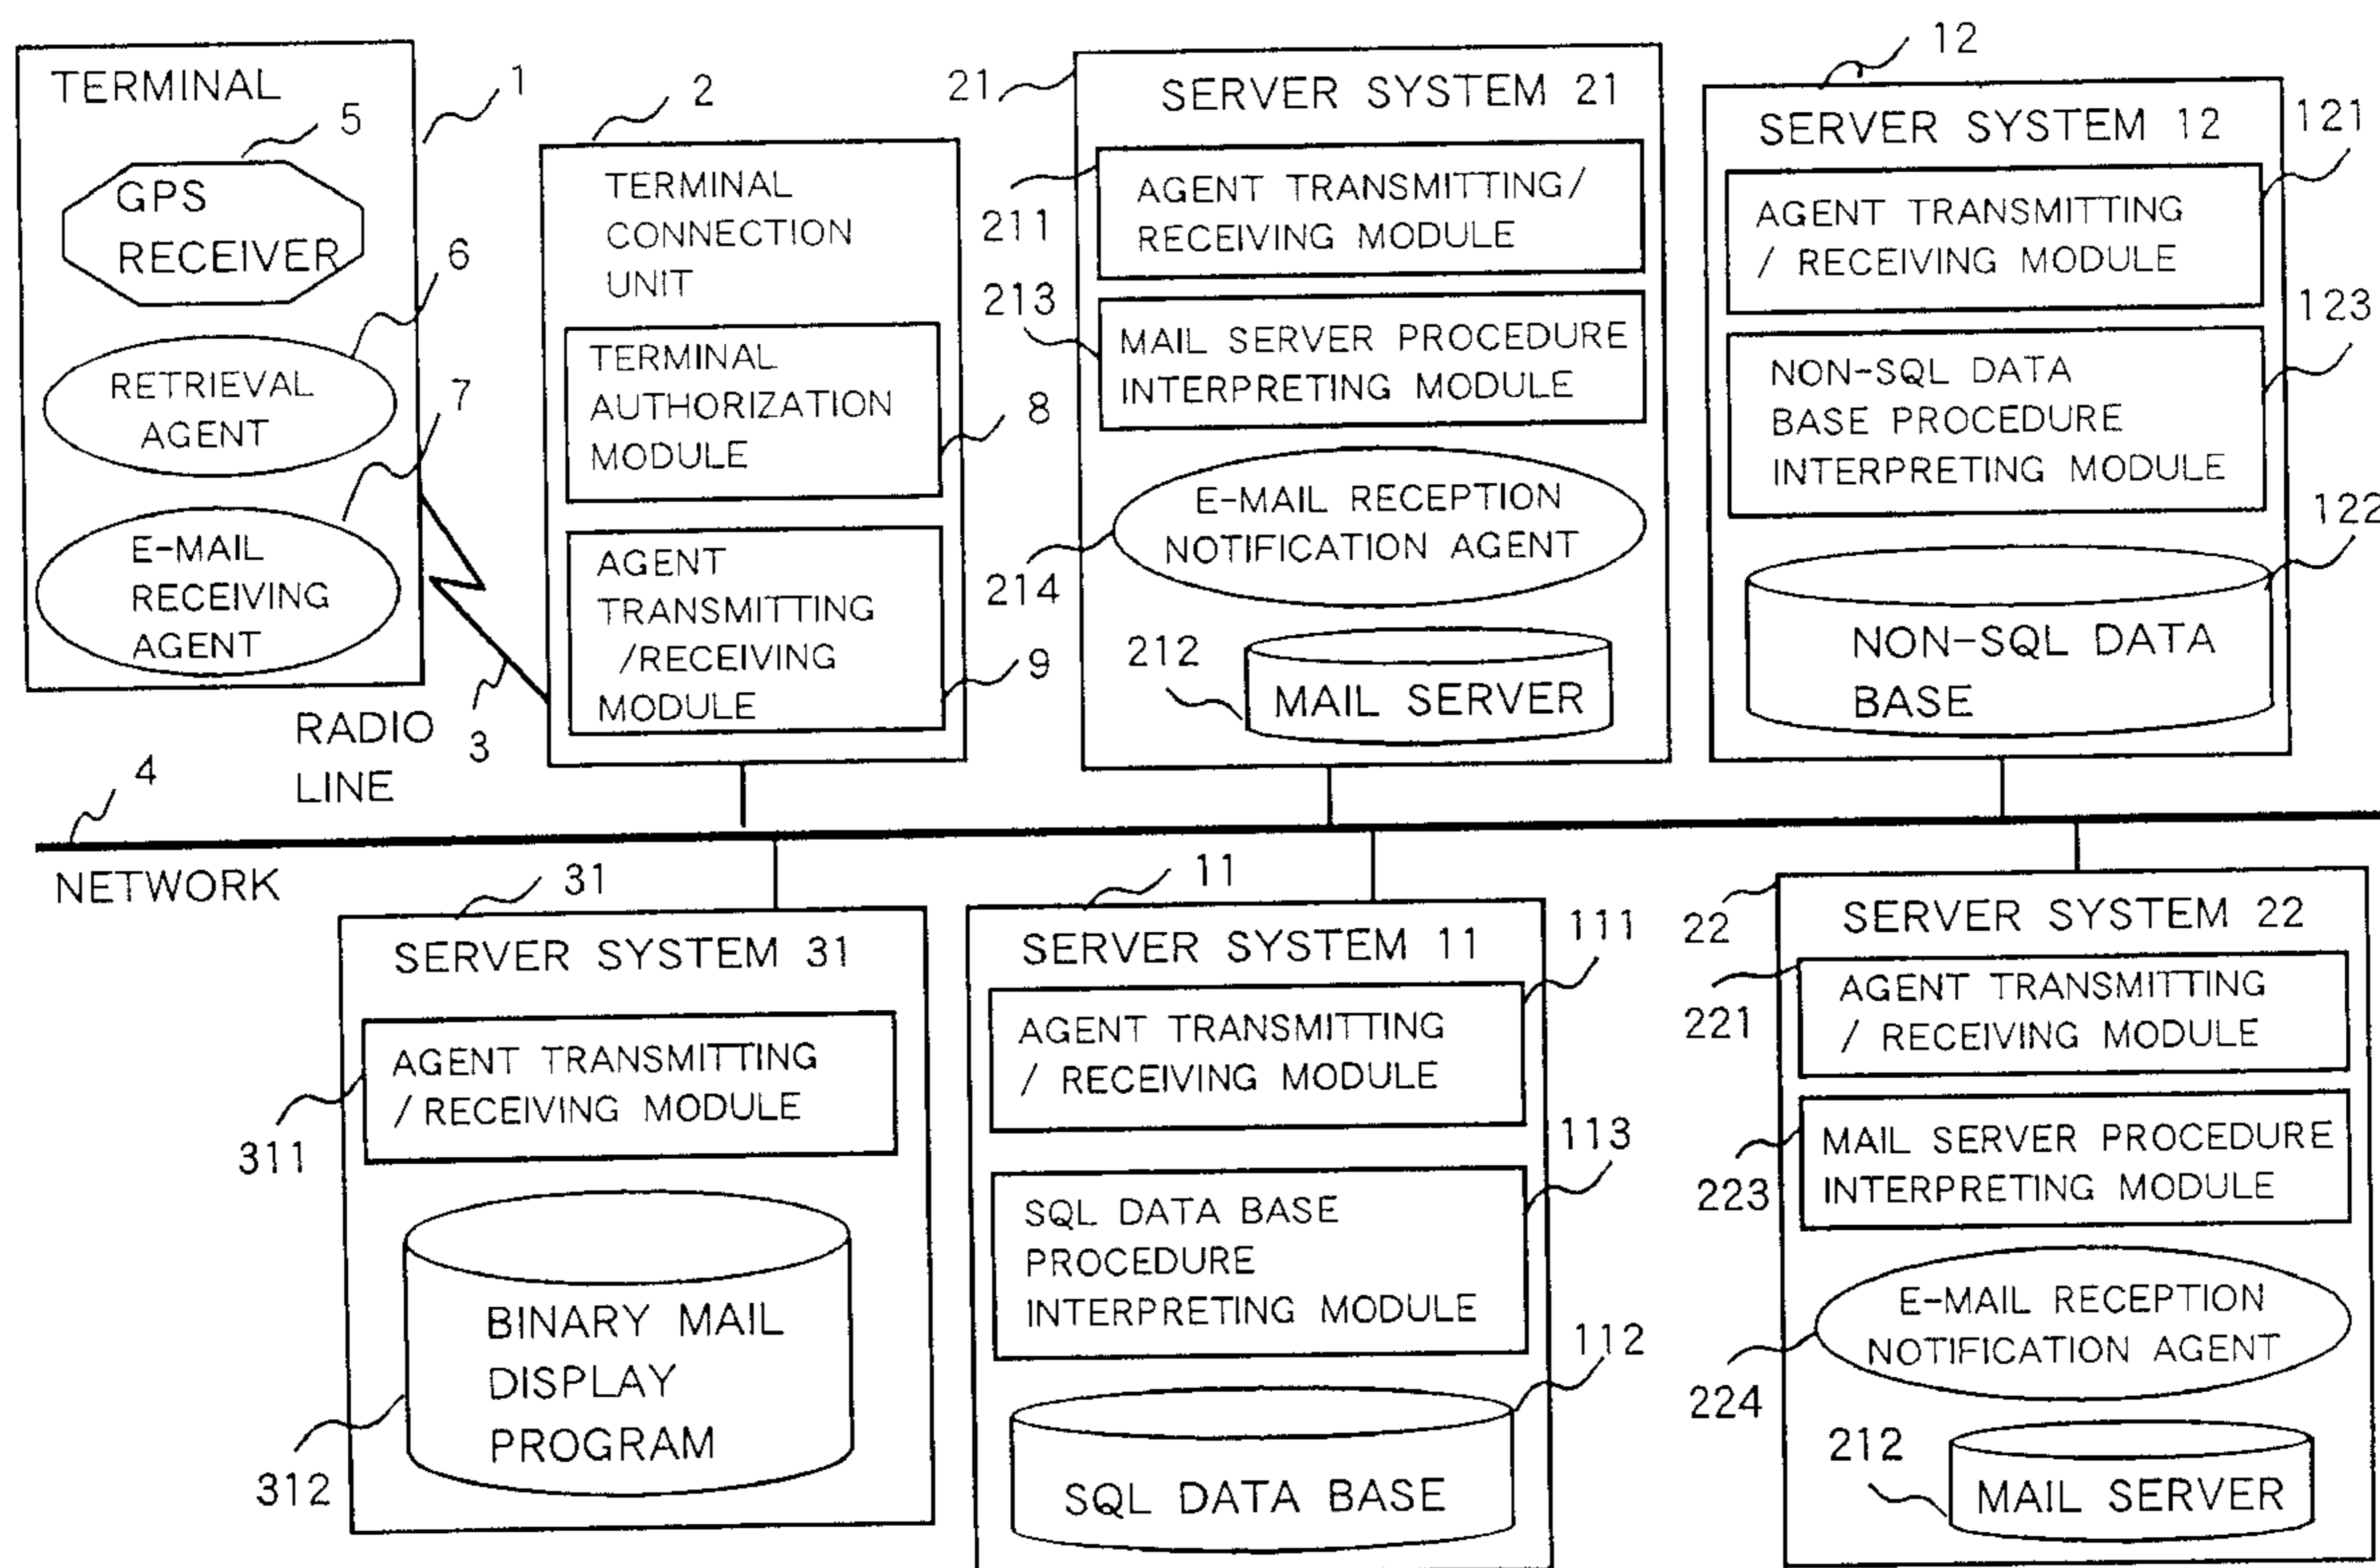 TERMINAL
1
5
GPS
RECEIVER
6
RETRIEVAL
AGENT
7
E-MAIL
RECEIVING
AGENT
RADIO
LINE
3
4
NETWORK
2
TERMINAL
CONNECTION
UNIT
TERMINAL
AUTHORIZATION
MODULE
8
AGENT
TRANSMITTING
/RECEIVING
MODULE
9
21
SERVER SYSTEM 21
AGENT TRANSMITTING/
RECEIVING MODULE
211
213
MAIL SERVER PROCEDURE
INTERPRETING MODULE
E-MAIL RECEPTION
NOTIFICATION AGENT
214
212
MAIL SERVER
12
SERVER SYSTEM 12
121
AGENT TRANSMITTING
/ RECEIVING MODULE
123
NON-SQL DATA
BASE PROCEDURE
INTERPRETING MODULE
122
NON-SQL DATA
BASE
31
SERVER SYSTEM 31
AGENT TRANSMITTING
/ RECEIVING MODULE
311
BINARY MAIL
DISPLAY
PROGRAM
312
11
SERVER SYSTEM 11
111
AGENT TRANSMITTING
/ RECEIVING MODULE
113
SQL DATA BASE
PROCEDURE
INTERPRETING MODULE
112
SQL DATA BASE
22
SERVER SYSTEM 22
AGENT TRANSMITTING
/ RECEIVING MODULE
221
MAIL SERVER PROCEDURE
INTERPRETING MODULE
223
E-MAIL RECEPTION
NOTIFICATION AGENT
224
212
MAIL SERVER